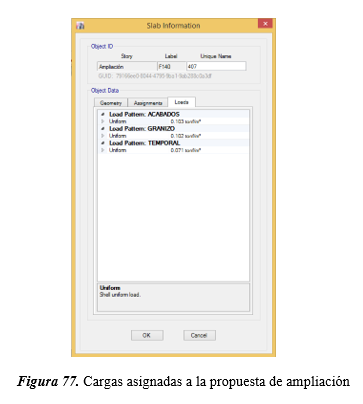 Slab Information
Object ID
Story Label Unique Name
Ampliación F140 407
GUID:
Object Data
Geometry Assignments Loads
Load Pattern: ACABADOS
Uniform 0.103 tonf/m²
Load Pattern: GRANIZO
Uniform 0.102 tonf/m²
Load Pattern: TEMPORAL
Uniform 0.071 tonf/m²
Uniform
Shell uniform load.
OK Cancel
Figura 77. Cargas asignadas a la propuesta de ampliación